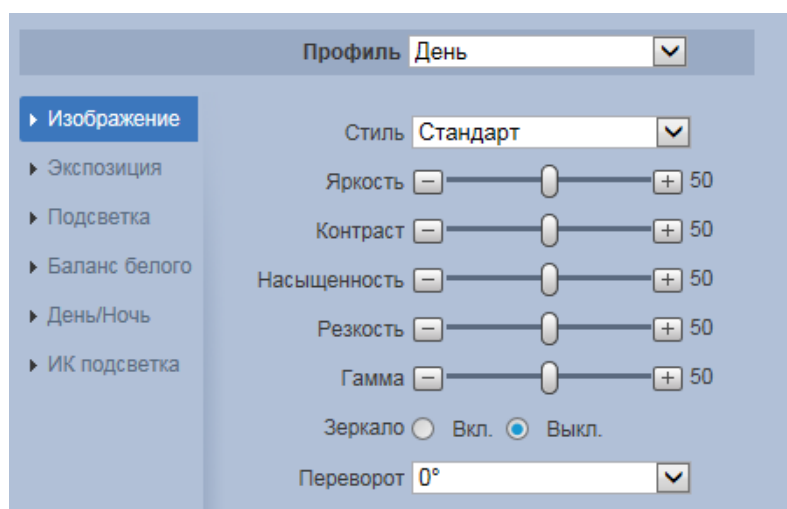 Профиль День
Изображение
Экспозиция
Подсветка
Баланс белого
День/Ночь
ИК подсветка
Стиль Стандарт
Яркость 50
Контраст 50
Насыщенность 50
Резкость 50
Гамма 50
Зеркало Вкл. Выкл.
Переворот 0°